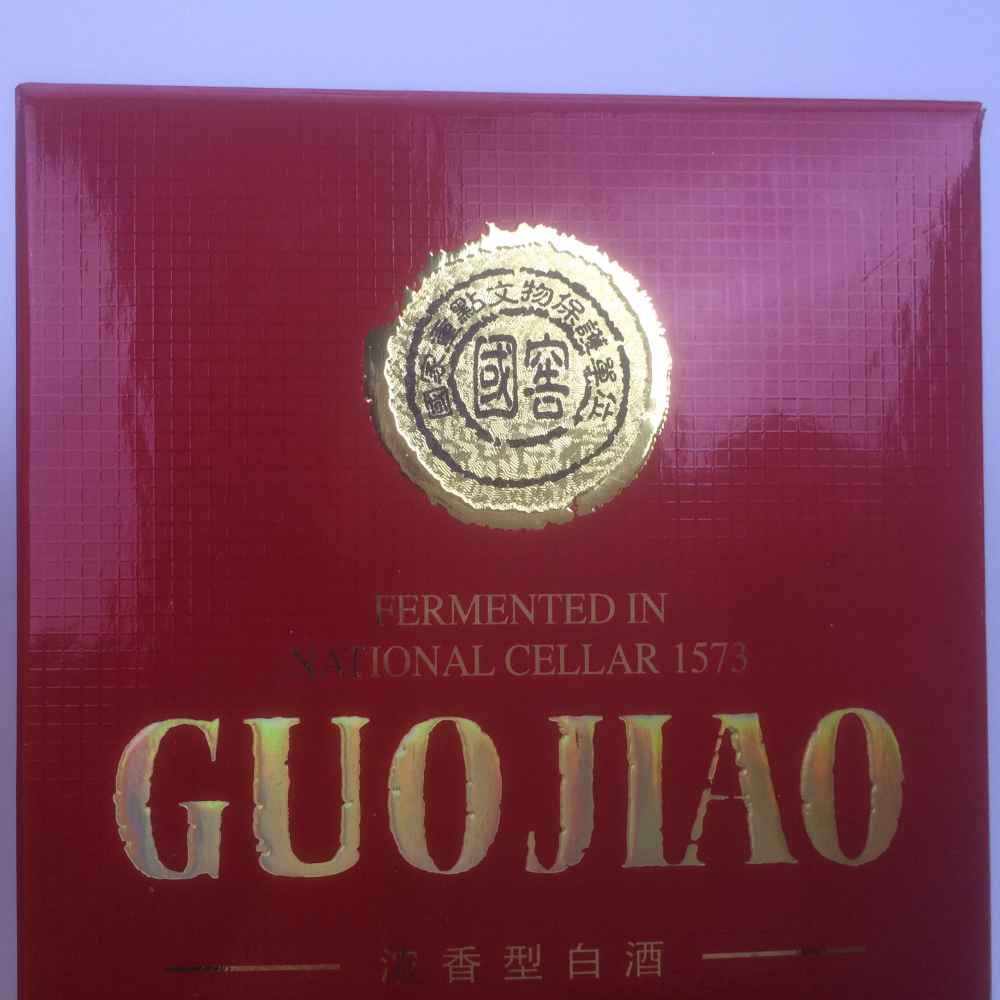 國家重點文物保護單位
國窖
FERMENTED IN
NATIONAL CELLAR 1573
GUOJIAO
浓香型白酒